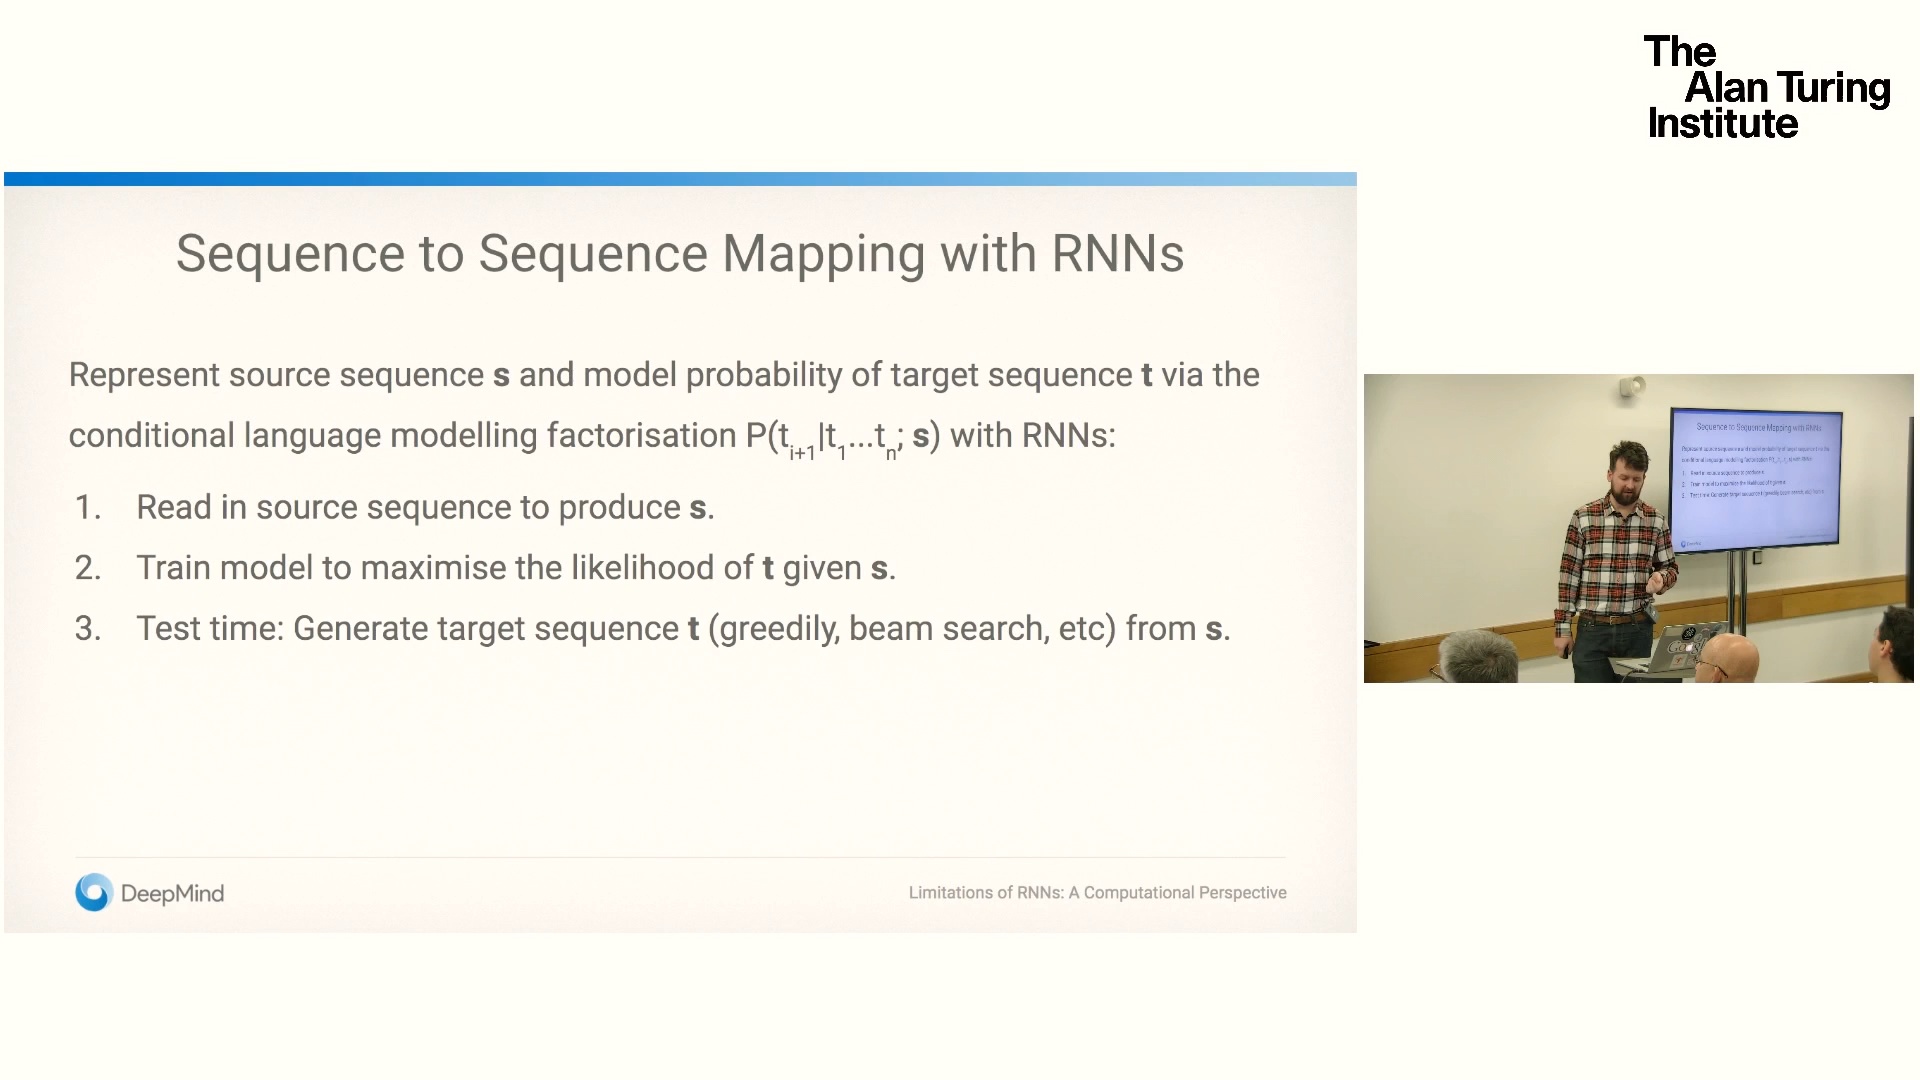 The
Alan Turing
Institute
Sequence to Sequence Mapping with RNNs
Represent source sequence s and model probability of target sequence t via the
conditional language modelling factorisation P(tᵢ₊₁|t₁...tₙ; s) with RNNs:
1. Read in source sequence to produce s.
2. Train model to maximise the likelihood of t given s.
3. Test time: Generate target sequence t (greedily, beam search, etc) from s.
DeepMind
Limitations of RNNs: A Computational Perspective
Sequence to Sequence Mapping with RNNs